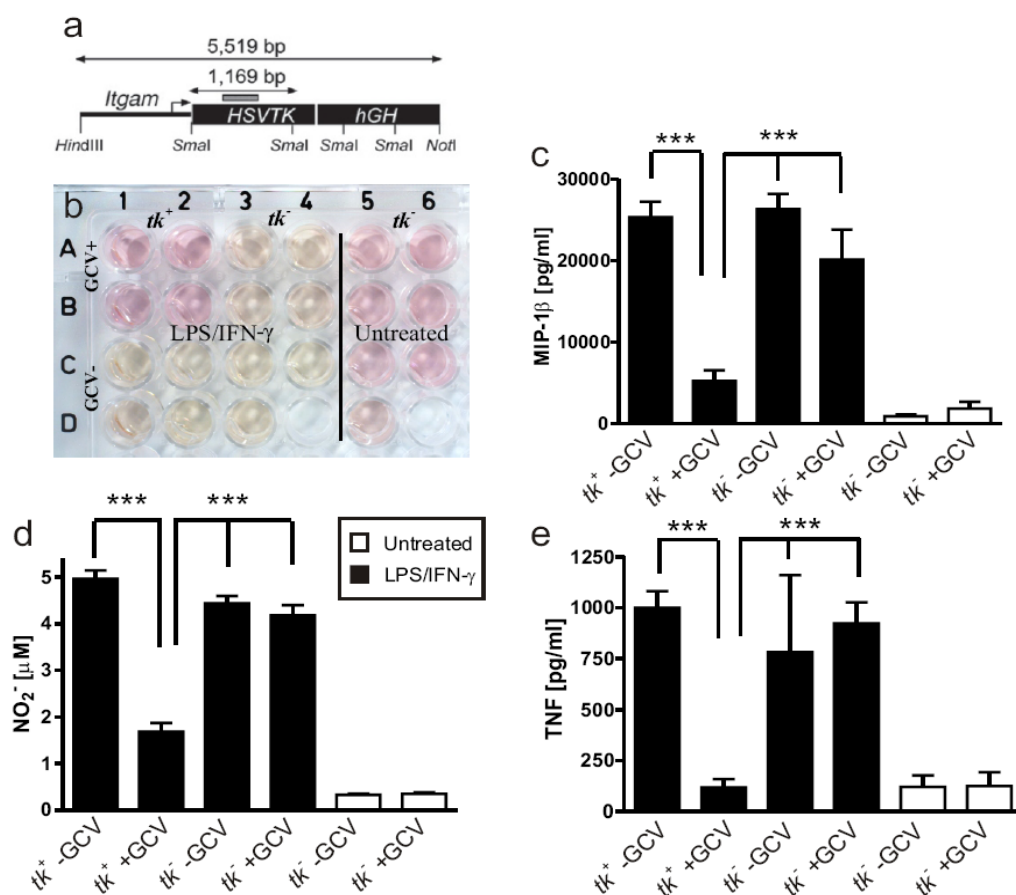 a
5,519 bp
1,169 bp
Itgam
HSVTK
hGH
HindIII SmaI SmaI SmaI SmaI NotI
b
1 2 3 4 5 6
tk⁺ tk⁻ tk⁻
A
GCV+
B
LPS/IFN-γ Untreated
C
GCV-
D
c
*** ***
MIP-1β [pg/ml]
30000
20000
10000
0
tk⁺ -GCV
tk⁺ +GCV
tk⁻ -GCV
tk⁻ +GCV
tk⁻ -GCV
tk⁻ +GCV
d
*** ***
NO₂⁻ [μM]
5
4
3
2
1
0
tk⁺ -GCV
tk⁺ +GCV
tk⁻ -GCV
tk⁻ +GCV
tk⁻ -GCV
tk⁻ +GCV
Untreated
LPS/IFN-γ
e
*** ***
TNF [pg/ml]
1250
1000
750
500
250
0
tk⁺ -GCV
tk⁺ +GCV
tk⁻ -GCV
tk⁻ +GCV
tk⁻ -GCV
tk⁻ +GCV